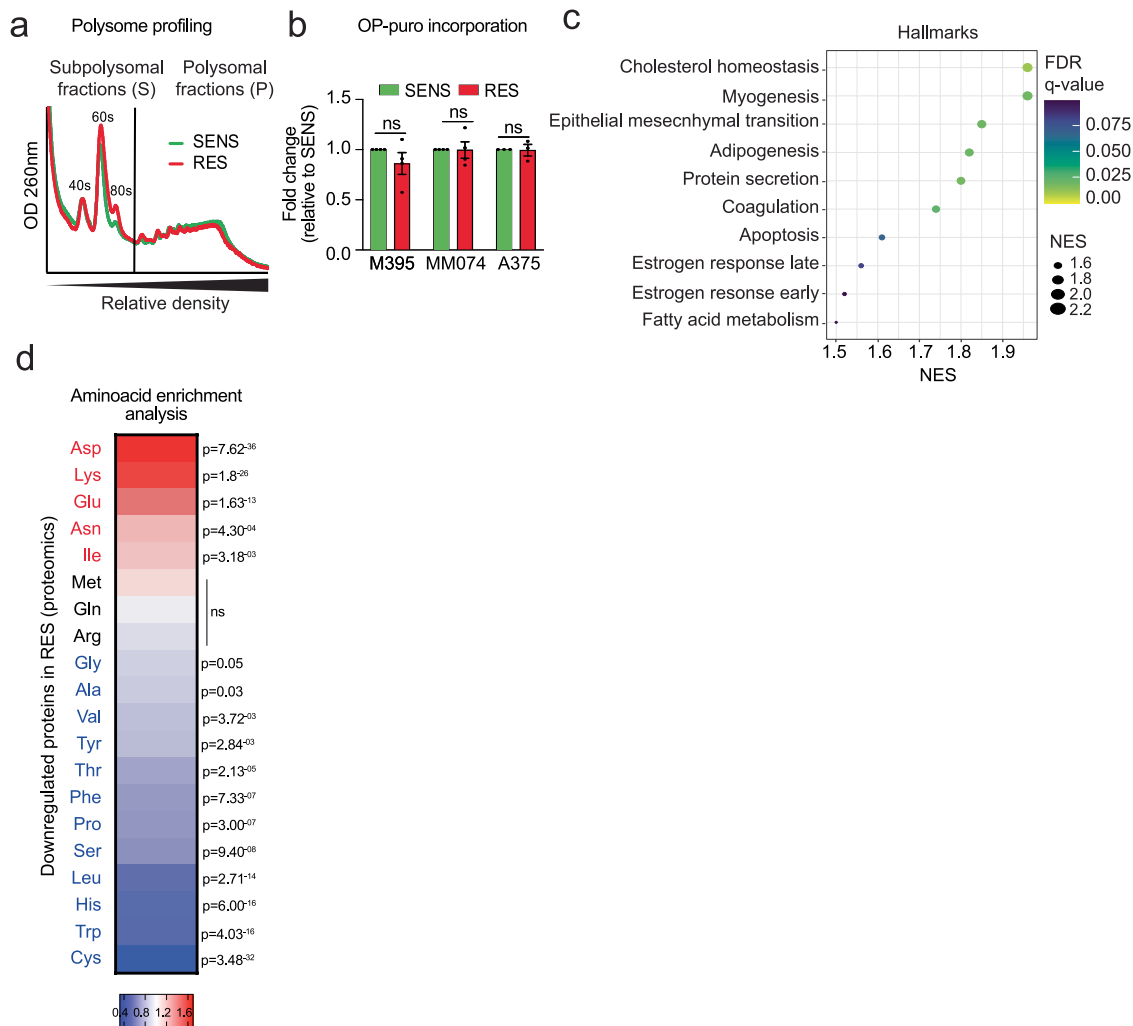 a
Polysome profiling
Subpolysomal
fractions (S)
Polysomal
fractions (P)
60s
40s
80s
SENS
RES
OD 260nm
Relative density
b
OP-puro incorporation
SENS
RES
ns
ns
ns
1.5
1.0
0.5
0.0
Fold change
(relative to SENS)
M395
MM074
A375
c
Hallmarks
Cholesterol homeostasis
Myogenesis
Epithelial mesecnhymal transition
Adipogenesis
Protein secretion
Coagulation
Apoptosis
Estrogen response late
Estrogen resonse early
Fatty acid metabolism
1.5 1.6 1.7 1.8 1.9
NES
FDR
q-value
0.075
0.050
0.025
0.00
NES
1.6
1.8
2.0
2.2
d
Aminoacid enrichment
analysis
Downregulated proteins in RES (proteomics)
Asp p=7.62⁻³⁶
Lys p=1.8⁻²⁶
Glu p=1.63⁻¹³
Asn p=4.30⁻⁰⁴
Ile p=3.18⁻⁰³
Met
Gln ns
Arg
Gly p=0.05
Ala p=0.03
Val p=3.72⁻⁰³
Tyr p=2.84⁻⁰³
Thr p=2.13⁻⁰⁵
Phe p=7.33⁻⁰⁷
Pro p=3.00⁻⁰⁷
Ser p=9.40⁻⁰⁸
Leu p=2.71⁻¹⁴
His p=6.00⁻¹⁶
Trp p=4.03⁻¹⁶
Cys p=3.48⁻³²
0.4 0.8 1.2 1.6